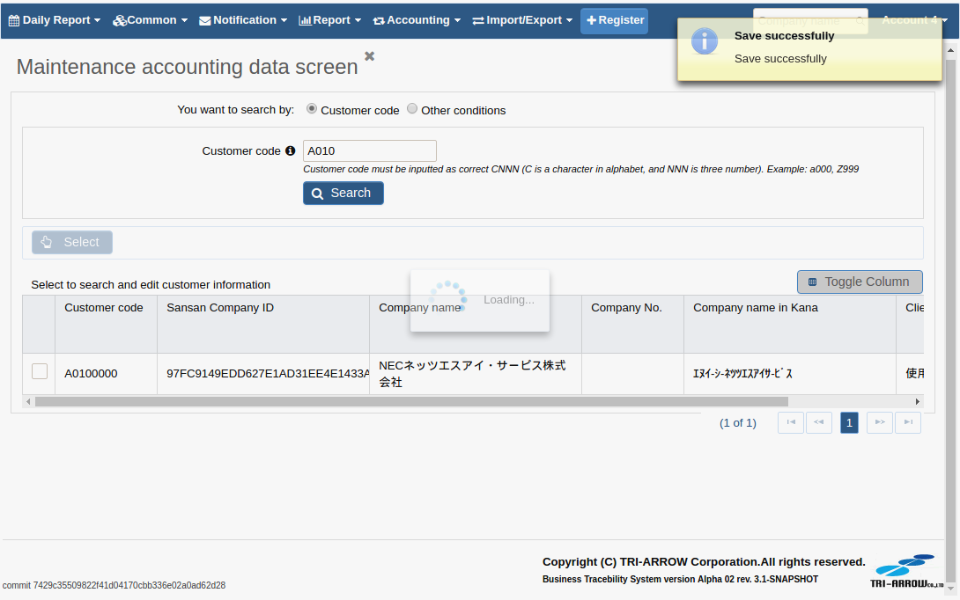 Daily Report Common Notification Report Accounting Import/Export Register Company name Account 4
Save successfully
Save successfully
Maintenance accounting data screen
You want to search by: Customer code Other conditions
Customer code A010
Customer code must be inputted as correct CNNN (C is a character in alphabet, and NNN is three number). Example: a000, Z999
Search
Select
Select to search and edit customer information Toggle Column
Loading...
Customer code Sansan Company ID Company name Company No. Company name in Kana Clie
A0100000 97FC9149EDD627E1AD31EE4E1433A NECネッツエスアイ・サービス株式 ｴﾇｲ-ｼ-ﾈｯﾂｴｽｱｲｻ-ﾋﾞｽ 使用
会社
(1 of 1) 1
Copyright (C) TRI-ARROW Corporation.All rights reserved.
Business Tracebility System version Alpha 02 rev. 3.1-SNAPSHOT
TRI-ARROW CO.,LTD
commit 7429c35509822f41d04170cbb336e02a0ad62d28